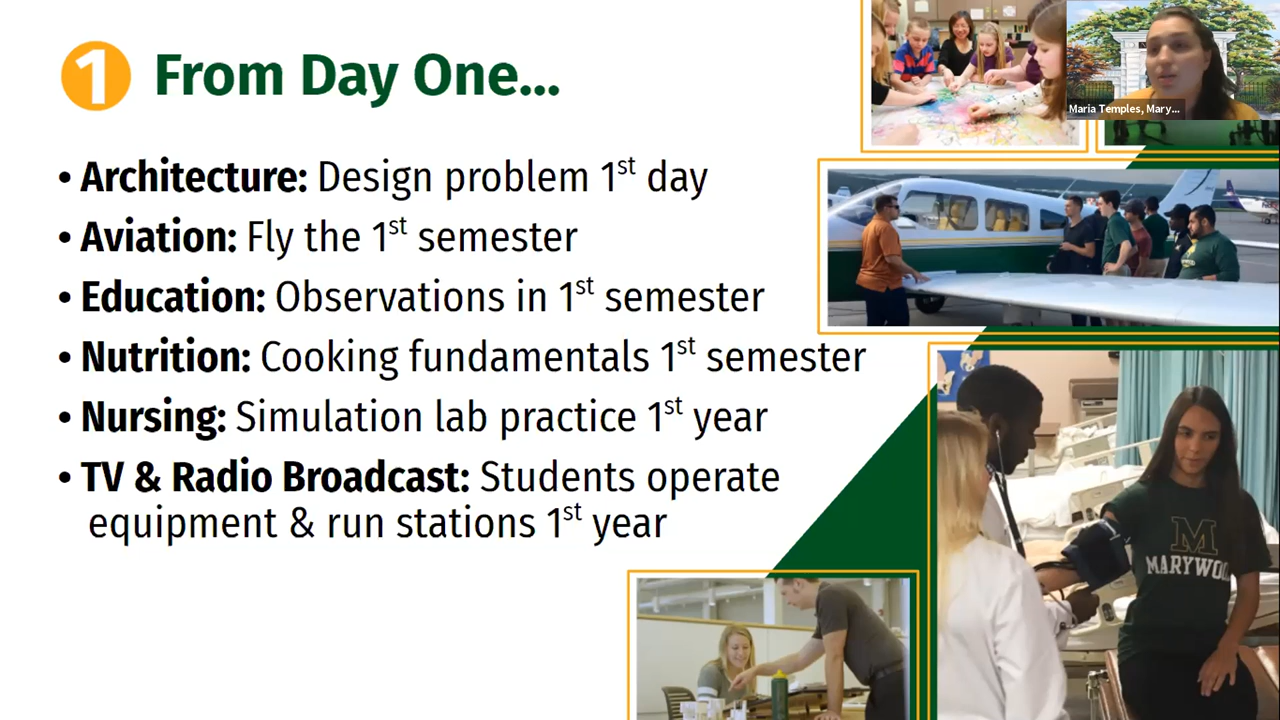 1 From Day One...
• Architecture: Design problem 1st day
• Aviation: Fly the 1st semester
• Education: Observations in 1st semester
• Nutrition: Cooking fundamentals 1st semester
• Nursing: Simulation lab practice 1st year
• TV & Radio Broadcast: Students operate
equipment & run stations 1st year
Maria Temples, Mary...
M
MARYWO